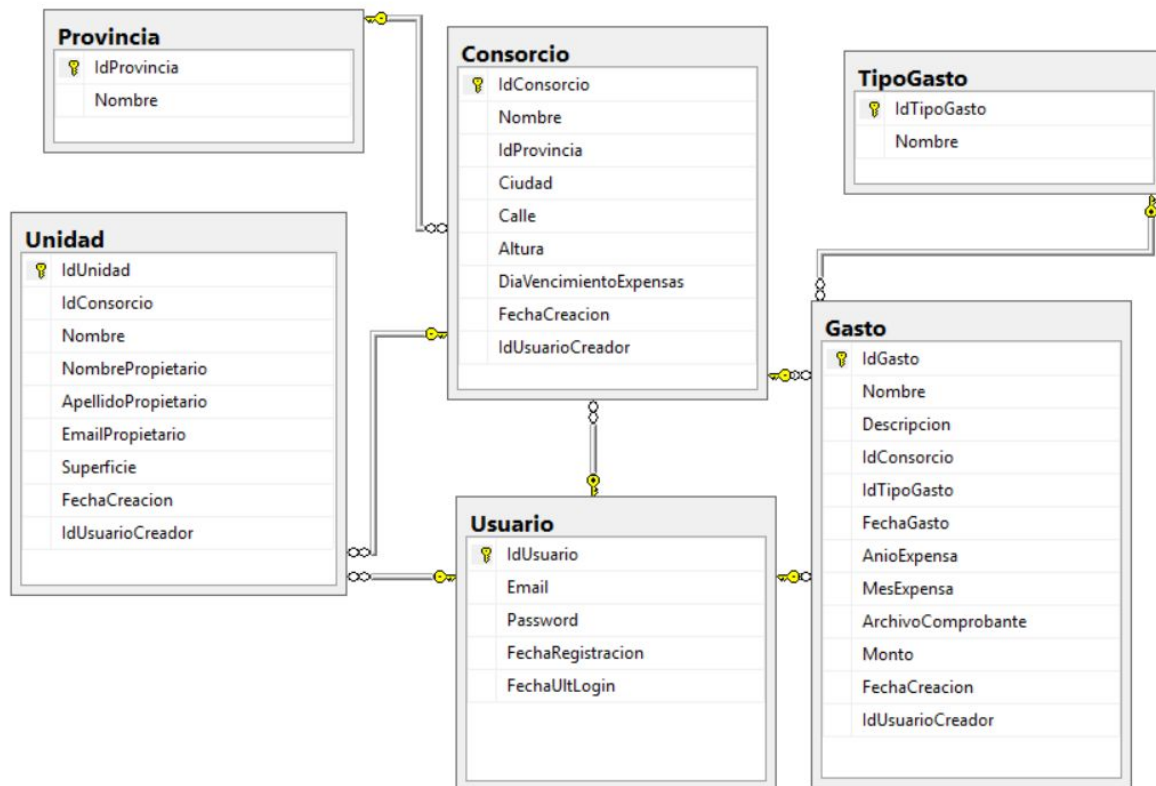 Provincia
IdProvincia
Nombre
Consorcio
IdConsorcio
Nombre
IdProvincia
Ciudad
Calle
Altura
DiaVencimientoExpensas
FechaCreacion
IdUsuarioCreador
TipoGasto
IdTipoGasto
Nombre
Unidad
IdUnidad
IdConsorcio
Nombre
NombrePropietario
ApellidoPropietario
EmailPropietario
Superficie
FechaCreacion
IdUsuarioCreador
Usuario
IdUsuario
Email
Password
FechaRegistracion
FechaUltLogin
Gasto
IdGasto
Nombre
Descripcion
IdConsorcio
IdTipoGasto
FechaGasto
AnioExpensa
MesExpensa
ArchivoComprobante
Monto
FechaCreacion
IdUsuarioCreador